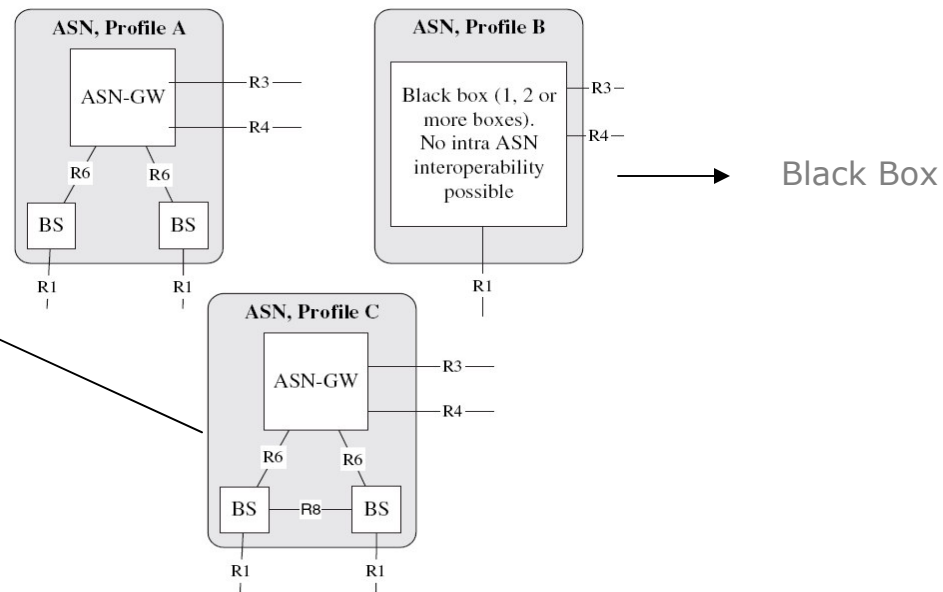 ASN, Profile A
ASN-GW
R3
R4
R6
R6
BS
BS
R1
R1
ASN, Profile B
Black box (1, 2 or
more boxes).
No intra ASN
interoperability
possible
R3
R4
R1
Black Box
ASN, Profile C
ASN-GW
R3
R4
R6
R6
BS
R8
BS
R1
R1